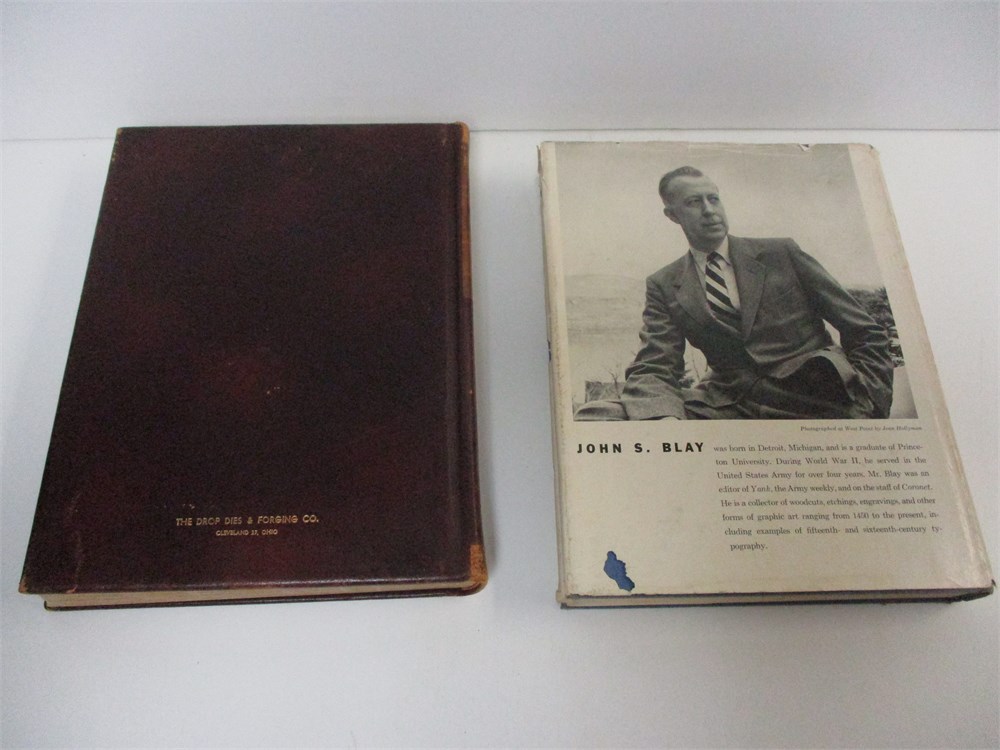 THE DROP DIES & FORGING CO.
CLEVELAND 13, OHIO
Photographed at West Point by Jean Hollyman
JOHN S. BLAY was born in Detroit, Michigan, and is a graduate of Prince-
ton University. During World War II, he served in the
United States Army for over four years. Mr. Blay was an
editor of Yank, the Army weekly, and on the staff of Coronet.
He is a collector of woodcuts, etchings, engravings, and other
forms of graphic art ranging from 1460 to the present, in-
cluding examples of fifteenth- and sixteenth-century ty-
pography.